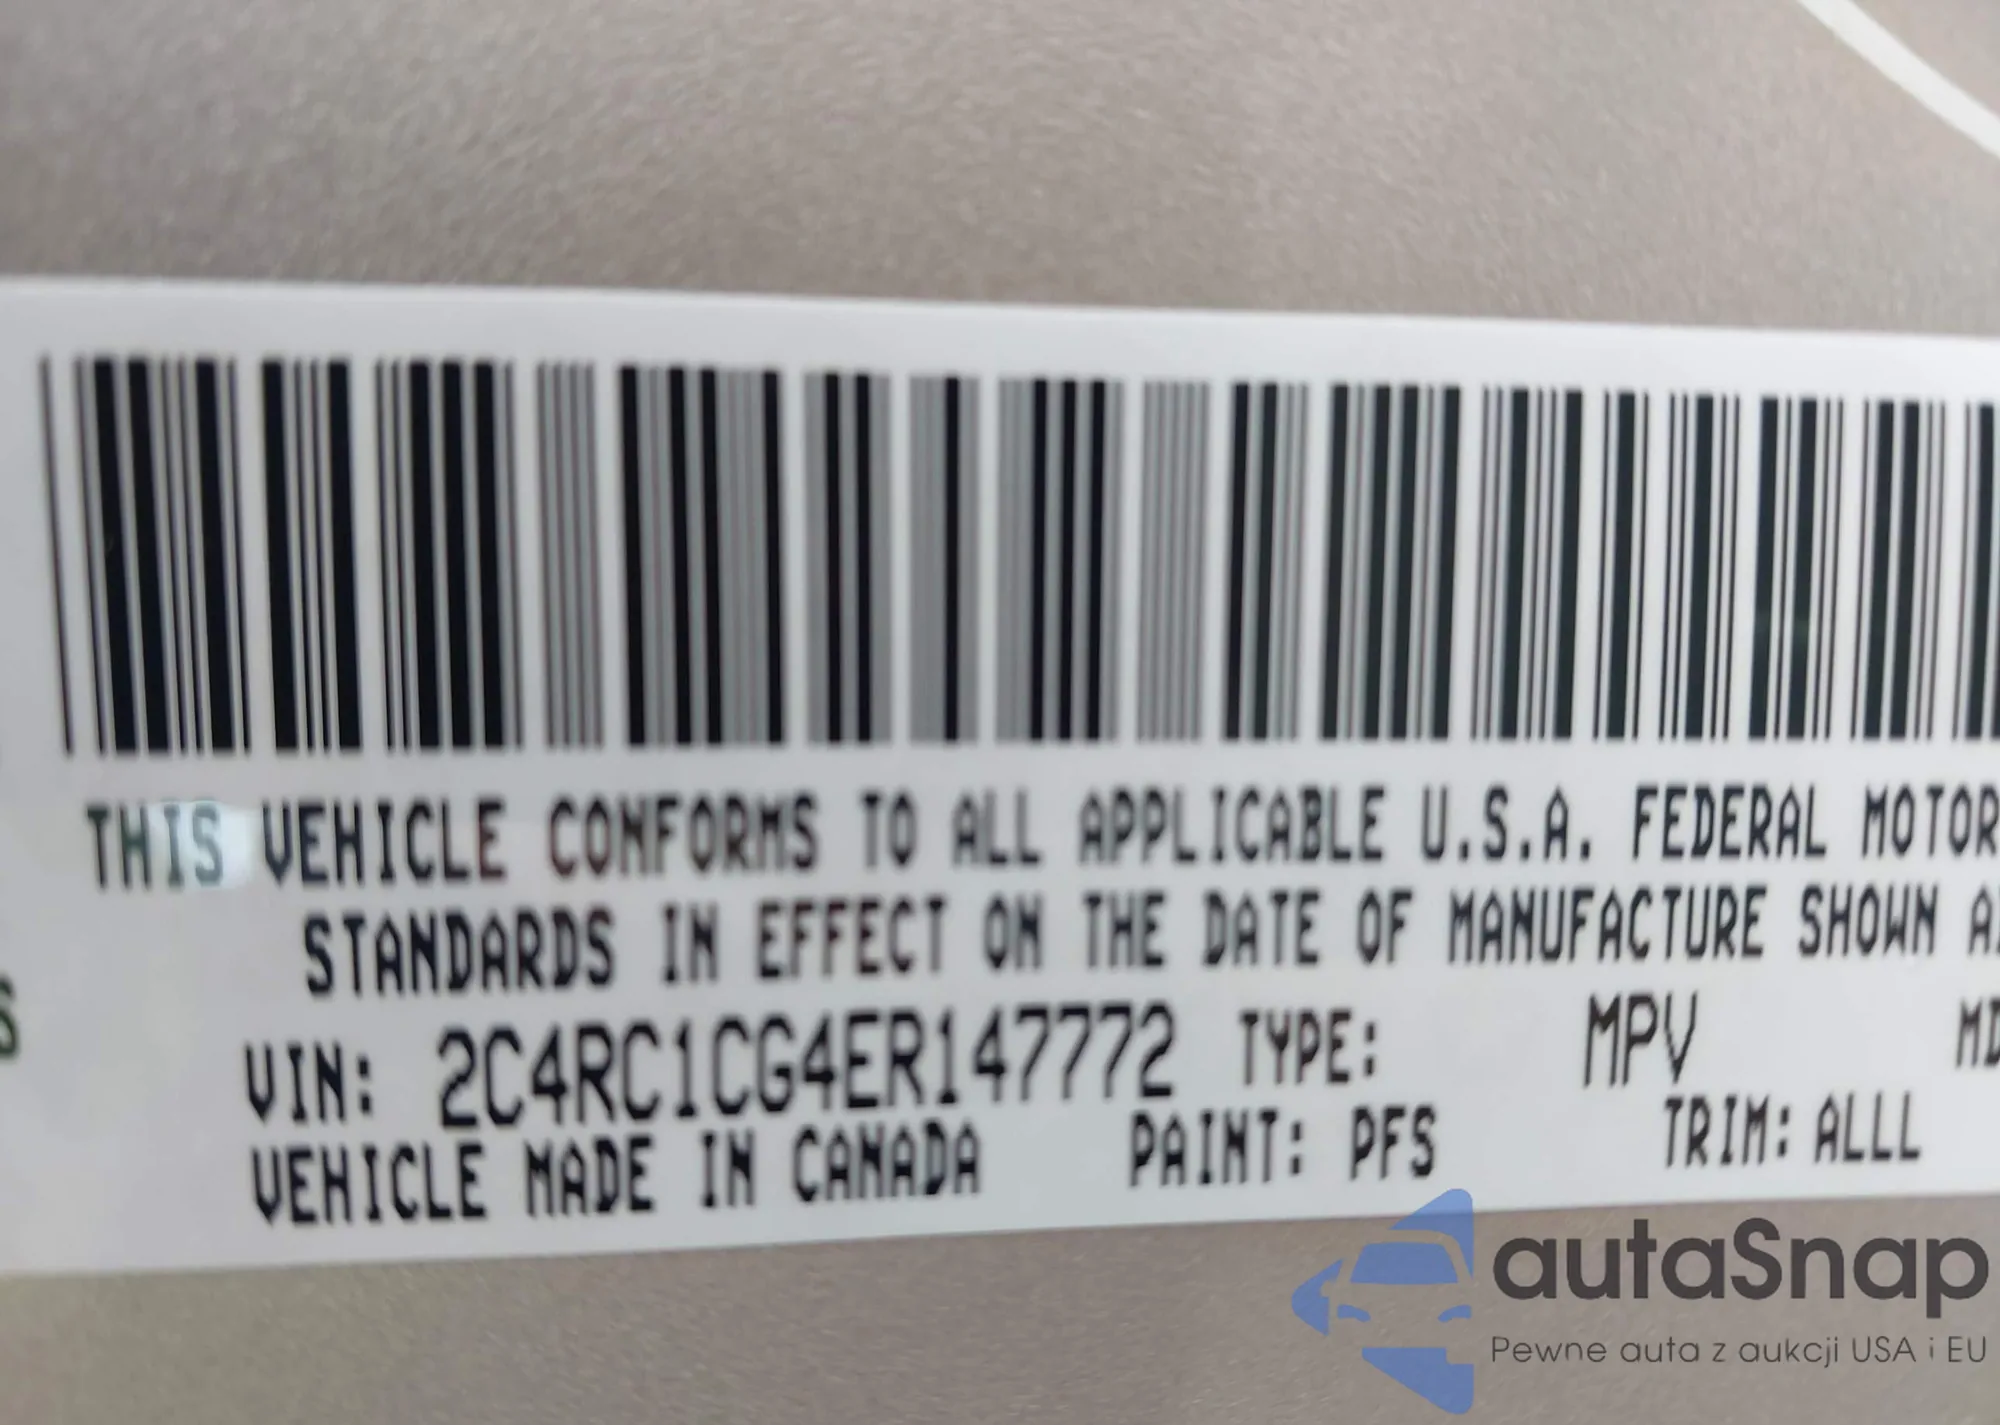 THIS VEHICLE CONFORMS TO ALL APPLICABLE U.S.A. FEDERAL MOTOR
STANDARDS IN EFFECT ON THE DATE OF MANUFACTURE SHOWN
VIN: 2C4RC1CG4ER147772 TYPE: MPV
VEHICLE MADE IN CANADA PAINT: PFS TRIM: ALLL
autaSnap
Pewne auta z aukcji USA i EU